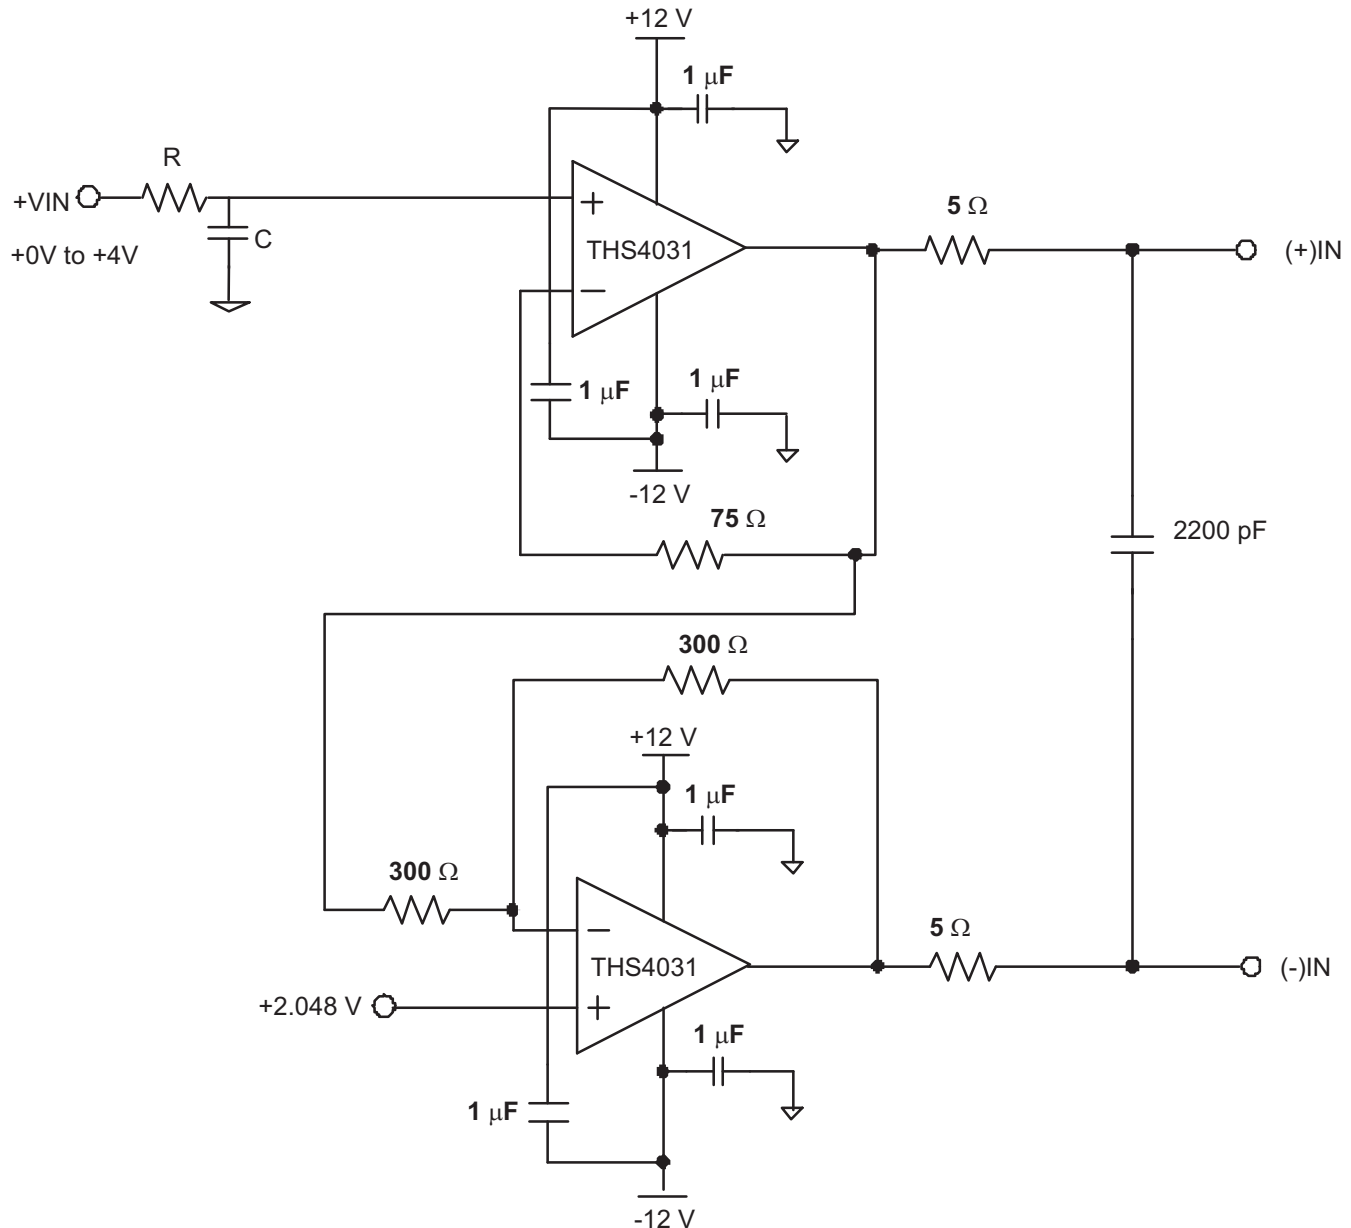 +12 V
1 μF
R
+VIN
C
+0V to +4V
+
THS4031
−
5 Ω
(+)IN
1 μF
1 μF
-12 V
75 Ω
2200 pF
300 Ω
+12 V
1 μF
300 Ω
−
THS4031
+
5 Ω
(-)IN
+2.048 V
1 μF
1 μF
-12 V